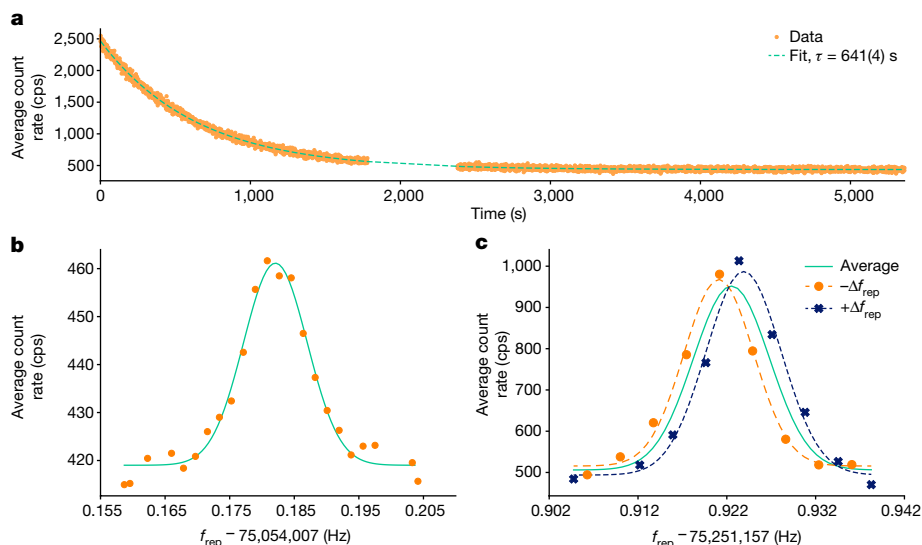 a
Average count
rate (cps)
2,500
2,000
1,500
1,000
500
0
1,000
2,000
3,000
4,000
5,000
Time (s)
Data
Fit, τ = 641(4) s
b
Average count
rate (cps)
460
450
440
430
420
0.155
0.165
0.175
0.185
0.195
0.205
f_rep − 75,054,007 (Hz)
c
Average count
rate (cps)
1,000
900
800
700
600
500
0.902
0.912
0.922
0.932
0.942
f_rep − 75,251,157 (Hz)
Average
−Δf_rep
+Δf_rep